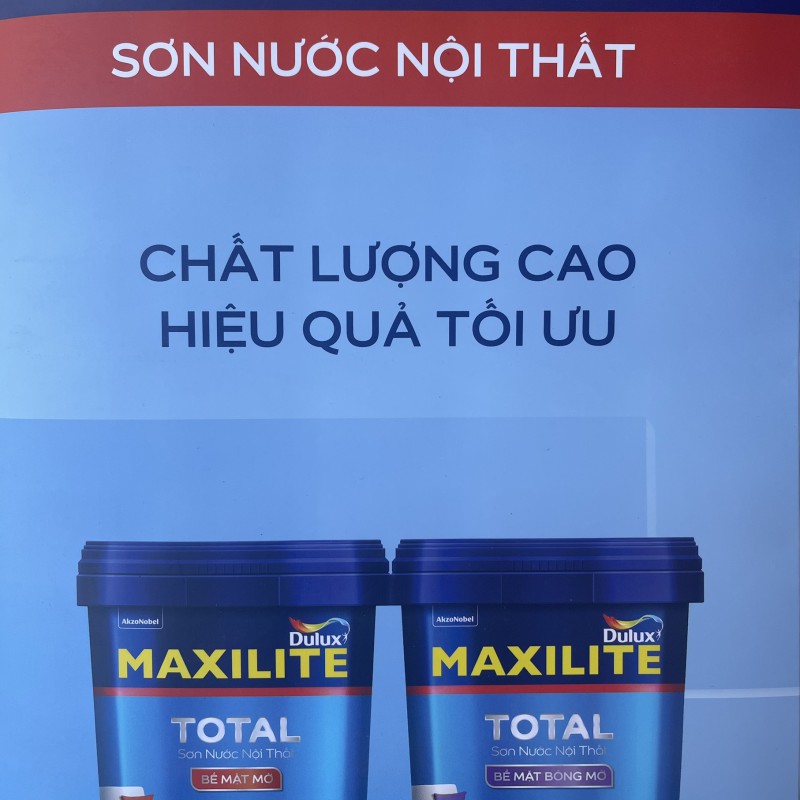 SƠN NƯỚC NỘI THẤT
CHẤT LƯỢNG CAO
HIỆU QUẢ TỐI ƯU
AkzoNobel
Dulux
MAXILITE
TOTAL
Sơn Nước Nội Thất
BỀ MẶT MỜ
AkzoNobel
Dulux
MAXILITE
TOTAL
Sơn Nước Nội Thất
BỀ MẶT BÓNG MỜ